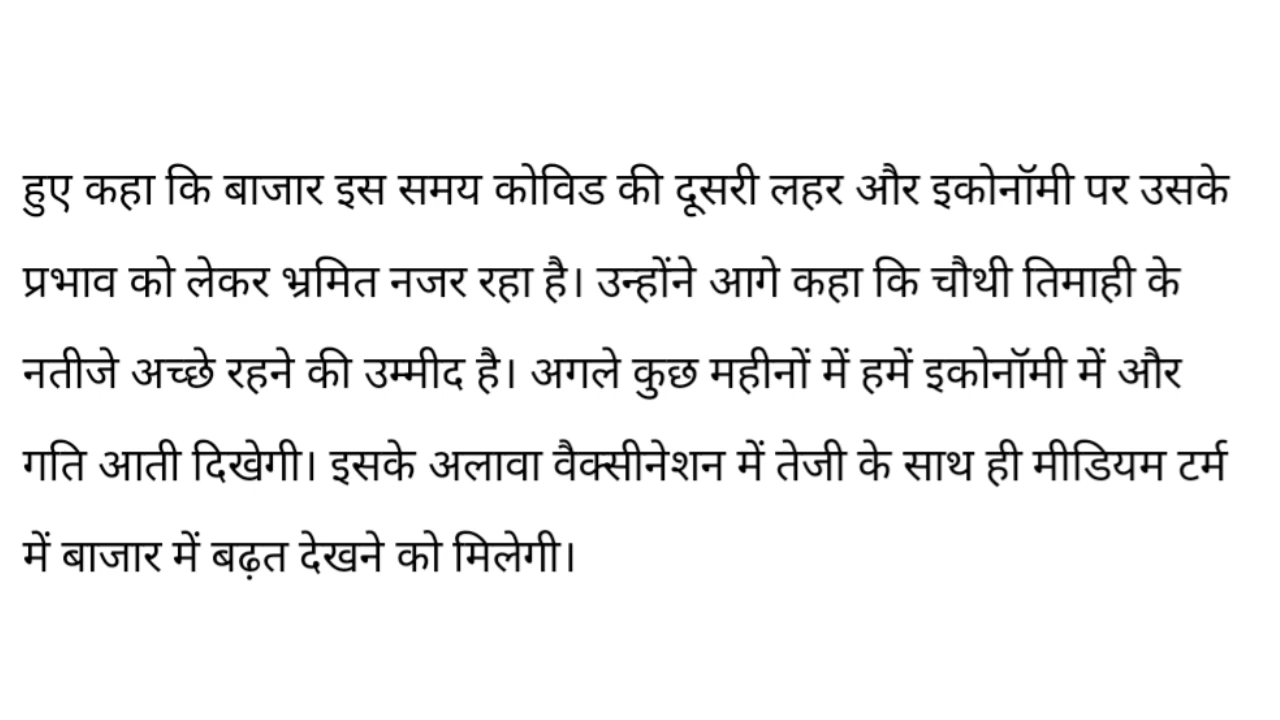 हुए कहा कि बाजार इस समय कोविड की दूसरी लहर और इकोनॉमी पर उसके
प्रभाव को लेकर भ्रमित नजर रहा है। उन्होंने आगे कहा कि चौथी तिमाही के
नतीजे अच्छे रहने की उम्मीद है। अगले कुछ महीनों में हमें इकोनॉमी में और
गति आती दिखेगी। इसके अलावा वैक्सीनेशन में तेजी के साथ ही मीडियम टर्म
में बाजार में बढ़त देखने को मिलेगी।